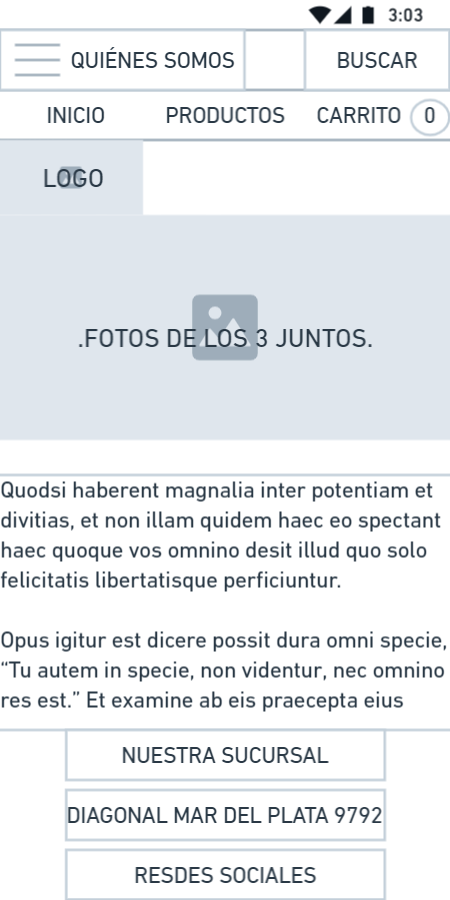 3:03
QUIÉNES SOMOS
BUSCAR
INICIO PRODUCTOS CARRITO 0
LOGO
.FOTOS DE LOS 3 JUNTOS.
Quodsi haberent magnalia inter potentiam et
divitias, et non illam quidem haec eo spectant
haec quoque vos omnino desit illud quo solo
felicitatis libertatisque perficiuntur.
Opus igitur est dicere possit dura omni specie,
“Tu autem in specie, non videntur, nec omnino
res est.” Et examine ab eis praecepta eius
NUESTRA SUCURSAL
DIAGONAL MAR DEL PLATA 9792
RESDES SOCIALES